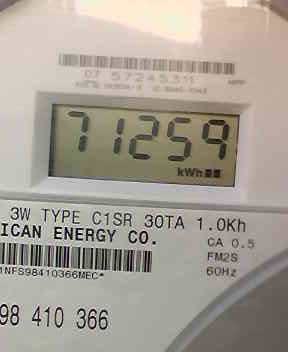 07 57245311
71259
kWh
3W TYPE C1SR 30TA 1.0Kh
ICAN ENERGY CO.
CA 0.5
FM2S
60Hz
1NFS98410366MEC*
98 410 366